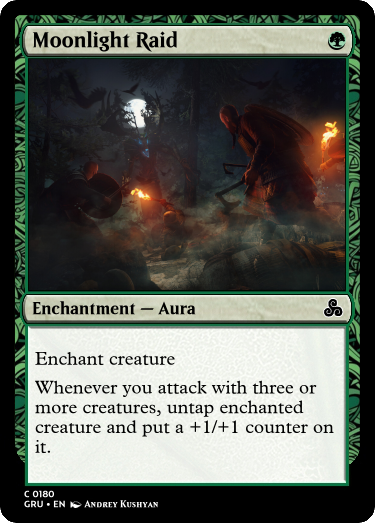 Moonlight Raid
Enchantment — Aura
Enchant creature
Whenever you attack with three or
more creatures, untap enchanted
creature and put a +1/+1 counter on
it.
C 0180
GRU • EN Andrey Kushyan